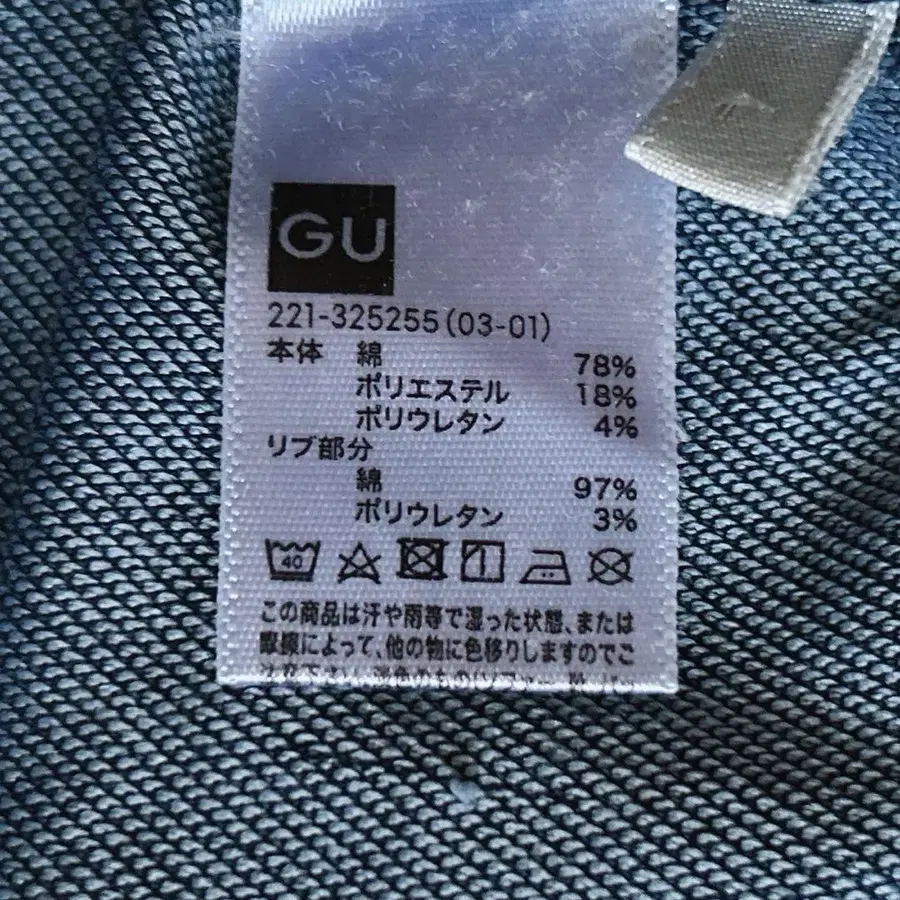 GU
221-325255(03-01)
本体 綿 78%
ポリエステル 18%
ポリウレタン 4%
リブ部分
綿 97%
ポリウレタン 3%
40
この商品は汗や雨等で湿った状態、または
摩擦によって、他の物に色移りしますのでご